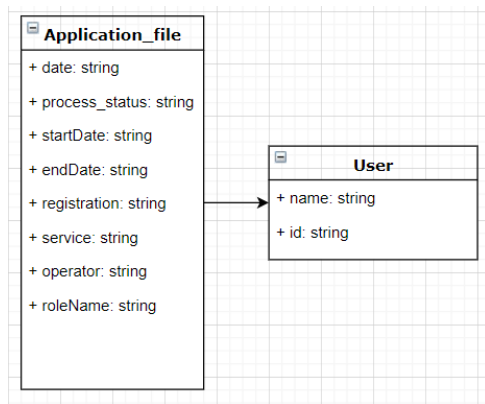 Application_file
+ date: string
+ process_status: string
+ startDate: string
+ endDate: string
+ registration: string
+ service: string
+ operator: string
+ roleName: string
User
+ name: string
+ id: string